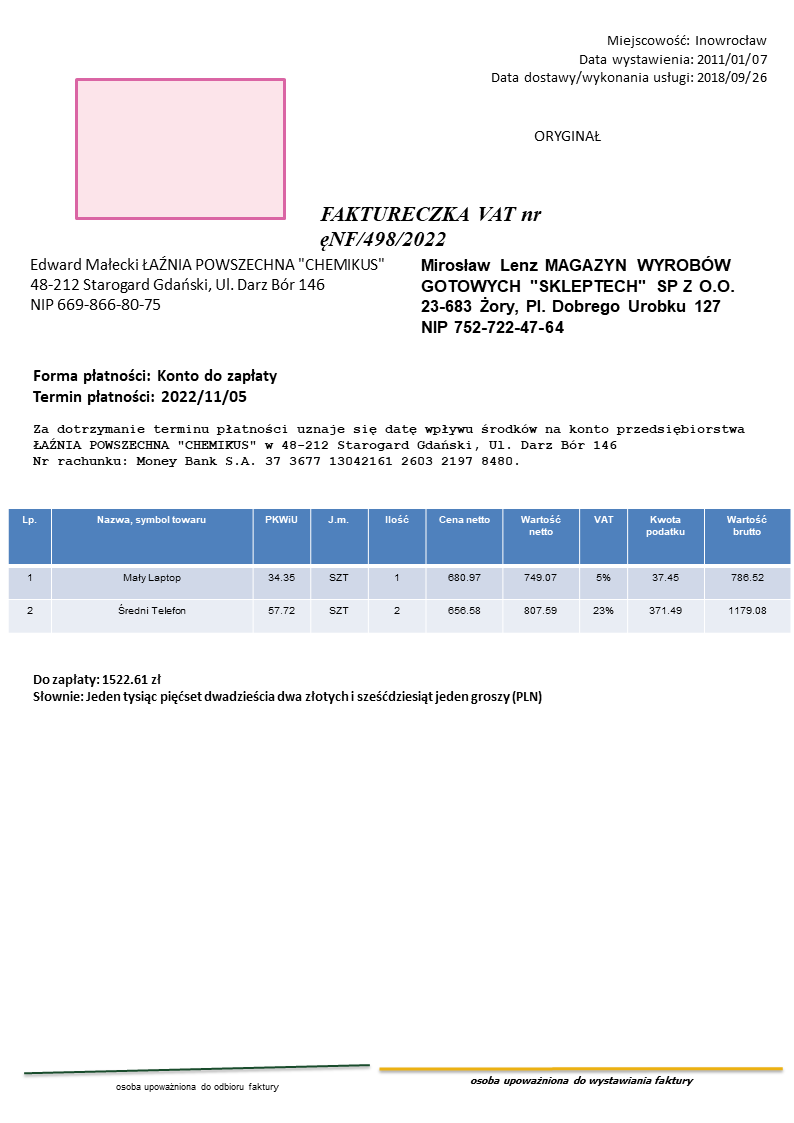 Miejscowość: Inowrocław
Data wystawienia: 2011/01/07
Data dostawy/wykonania usługi: 2018/09/26
ORYGINAŁ
FAKTURECZKA VAT nr
ęNF/498/2022
Edward Małecki ŁAŹNIA POWSZECHNA "CHEMIKUS"
48-212 Starogard Gdański, Ul. Darz Bór 146
NIP 669-866-80-75
Mirosław Lenz MAGAZYN WYROBÓW
GOTOWYCH "SKLEPTECH" SP Z O.O.
23-683 Żory, Pl. Dobrego Urobku 127
NIP 752-722-47-64
Forma płatności: Konto do zapłaty
Termin płatności: 2022/11/05
Za dotrzymanie terminu płatności uznaje się datę wpływu środków na konto przedsiębiorstwa
ŁAŹNIA POWSZECHNA "CHEMIKUS" w 48-212 Starogard Gdański, Ul. Darz Bór 146
Nr rachunku: Money Bank S.A. 37 3677 13042161 2603 2197 8480.
Lp. Nazwa, symbol towaru PKWiU J.m. Ilość Cena netto Wartość netto VAT Kwota podatku Wartość brutto
1 Mały Laptop 34.35 SZT 1 680.97 749.07 5% 37.45 786.52
2 Średni Telefon 57.72 SZT 2 656.58 807.59 23% 371.49 1179.08
Do zapłaty: 1522.61 zł
Słownie: Jeden tysiąc pięćset dwadzieścia dwa złotych i sześćdziesiąt jeden groszy (PLN)
osoba upoważniona do odbioru faktury
osoba upoważniona do wystawiania faktury